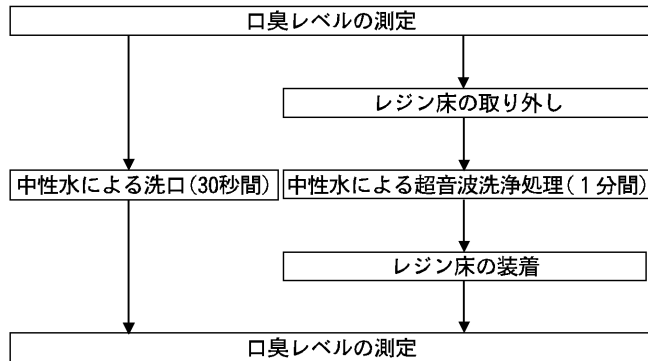 口臭レベルの測定
レジン床の取り外し
中性水による洗口(30秒間)
中性水による超音波洗浄処理(1分間)
レジン床の装着
口臭レベルの測定